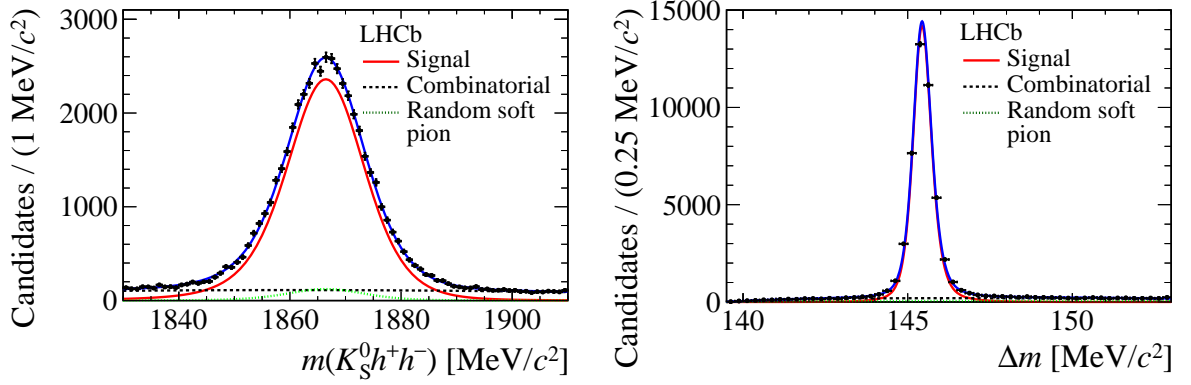 Candidates / (1 MeV/c²)
3000
2000
1000
0
LHCb
Signal
Combinatorial
Random soft
pion
1840 1860 1880 1900
m(K⁰_S h⁺h⁻) [MeV/c²]
Candidates / (0.25 MeV/c²)
15000
10000
5000
0
LHCb
Signal
Combinatorial
Random soft
pion
140 145 150
Δm [MeV/c²]